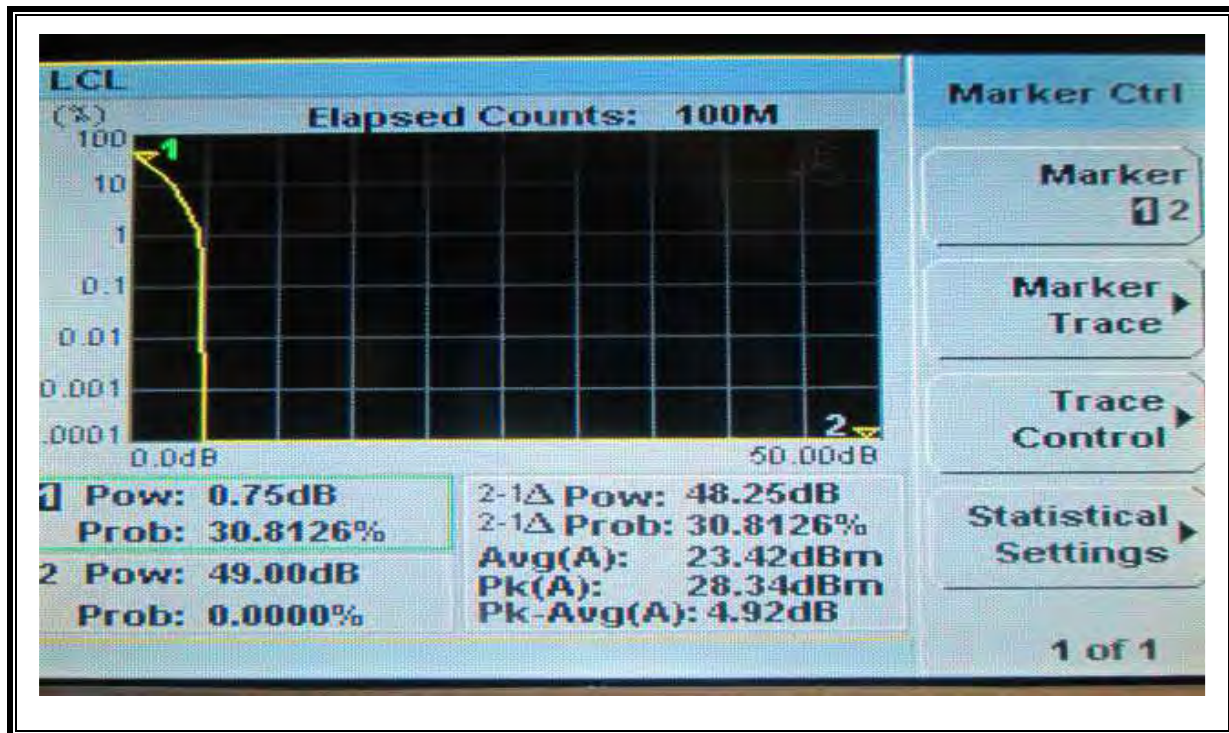 LCL
Marker Ctrl
(%)
Elapsed Counts: 100M
100
1
10
1
0.1
0.01
0.001
.0001
2
0.0dB
50.00dB
1 Pow: 0.75dB
Prob: 30.8126%
2 Pow: 49.00dB
Prob: 0.0000%
2-1Δ Pow: 48.25dB
2-1Δ Prob: 30.8126%
Avg(A): 23.42dBm
Pk(A): 28.34dBm
Pk-Avg(A): 4.92dB
Marker
1 2
Marker
Trace
Trace
Control
Statistical
Settings
1 of 1